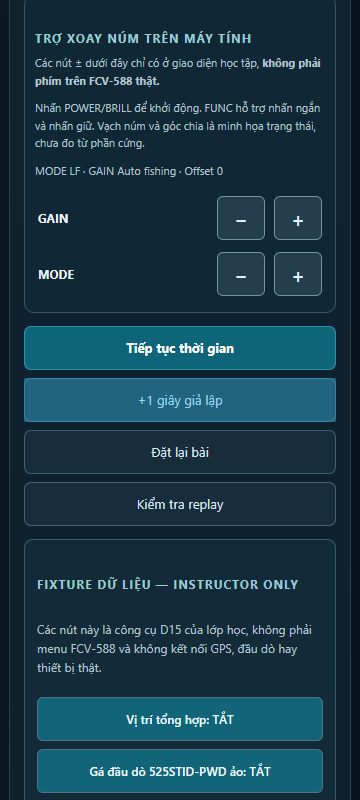 TRỢ XOAY NÚM TRÊN MÁY TÍNH
Các nút ± dưới đây chỉ có ở giao diện học tập, không phải
phím trên FCV-588 thật.
Nhấn POWER/BRILL để khởi động. FUNC hỗ trợ nhấn ngắn
và nhấn giữ. Vạch núm và góc chia là minh họa trạng thái,
chưa đo từ phần cứng.
MODE LF · GAIN Auto fishing · Offset 0
GAIN − +
MODE − +
Tiếp tục thời gian
+1 giây giả lập
Đặt lại bài
Kiểm tra replay
FIXTURE DỮ LIỆU — INSTRUCTOR ONLY
Các nút này là công cụ D15 của lớp học, không phải
menu FCV-588 và không kết nối GPS, đầu dò hay
thiết bị thật.
Vị trí tổng hợp: TẮT
Gá đầu dò 525STID-PWD ảo: TẮT